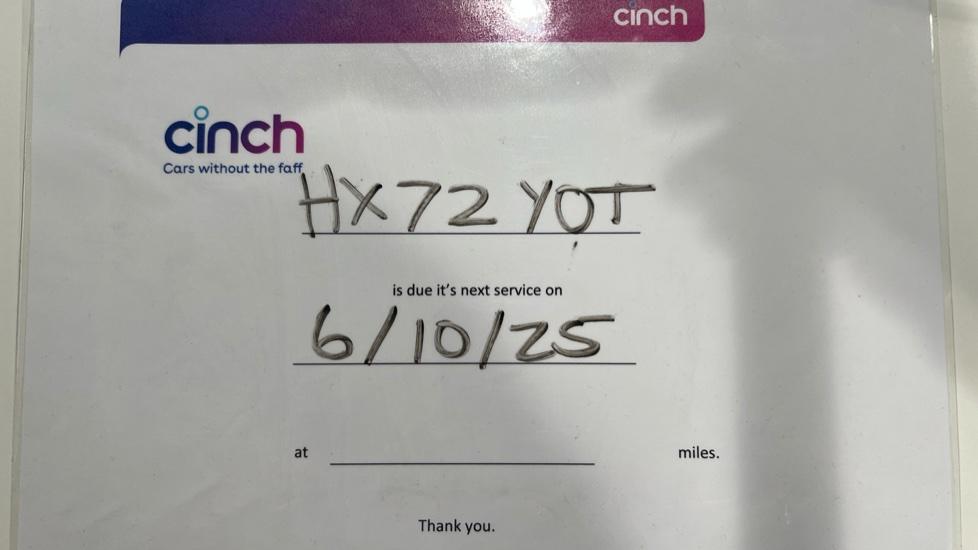 cinch
cinch
Cars without the faff
HX72 YOT
is due it's next service on
6/10/25
at miles.
Thank you.